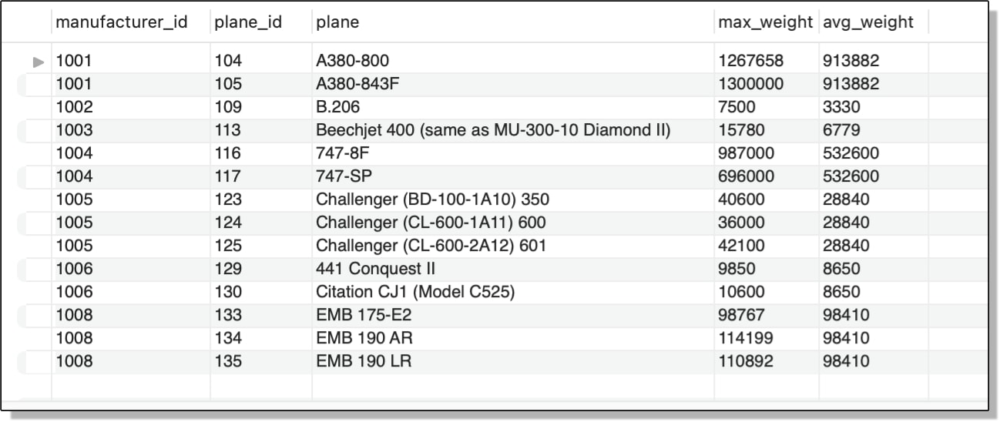 manufacturer_id plane_id plane max_weight avg_weight
1001 104 A380-800 1267658 913882
1001 105 A380-843F 1300000 913882
1002 109 B.206 7500 3330
1003 113 Beechjet 400 (same as MU-300-10 Diamond II) 15780 6779
1004 116 747-8F 987000 532600
1004 117 747-SP 696000 532600
1005 123 Challenger (BD-100-1A10) 350 40600 28840
1005 124 Challenger (CL-600-1A11) 600 36000 28840
1005 125 Challenger (CL-600-2A12) 601 42100 28840
1006 129 441 Conquest II 9850 8650
1006 130 Citation CJ1 (Model C525) 10600 8650
1008 133 EMB 175-E2 98767 98410
1008 134 EMB 190 AR 114199 98410
1008 135 EMB 190 LR 110892 98410